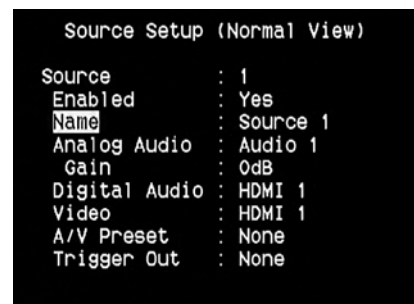 Source Setup (Normal View)
Source : 1
Enabled : Yes
Name : Source 1
Analog Audio : Audio 1
Gain : 0dB
Digital Audio : HDMI 1
Video : HDMI 1
A/V Preset : None
Trigger Out : None